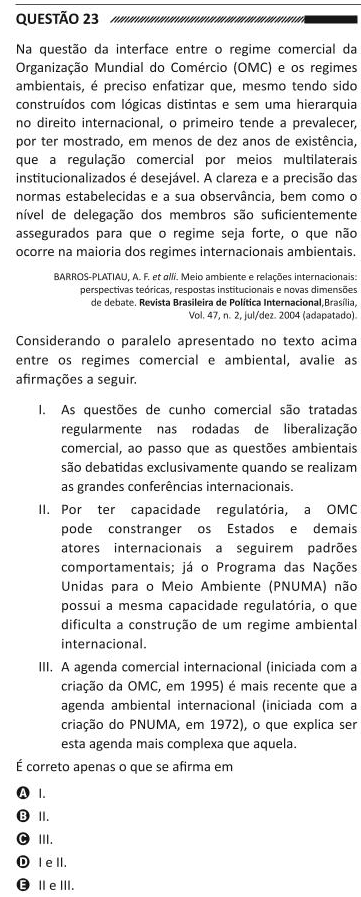 QUESTÃO 23
Na questão da interface entre o regime comercial da
Organização Mundial do Comércio (OMC) e os regimes
ambientais, é preciso enfatizar que, mesmo tendo sido
construídos com lógicas distintas e sem uma hierarquia
no direito internacional, o primeiro tende a prevalecer,
por ter mostrado, em menos de dez anos de existência,
que a regulação comercial por meios multilaterais
institucionalizados é desejável. A clareza e a precisão das
normas estabelecidas e a sua observância, bem como o
nível de delegação dos membros são suficientemente
assegurados para que o regime seja forte, o que não
ocorre na maioria dos regimes internacionais ambientais.
BARROS-PLATIAU, A. F. et alli. Meio ambiente e relações internacionais:
perspectivas teóricas, respostas institucionais e novas dimensões
de debate. Revista Brasileira de Política Internacional,Brasília,
Vol. 47, n. 2, jul/dez. 2004 (adapatado).
Considerando o paralelo apresentado no texto acima
entre os regimes comercial e ambiental, avalie as
afirmações a seguir.
I. As questões de cunho comercial são tratadas
regularmente nas rodadas de liberalização
comercial, ao passo que as questões ambientais
são debatidas exclusivamente quando se realizam
as grandes conferências internacionais.
II. Por ter capacidade regulatória, a OMC
pode constranger os Estados e demais
atores internacionais a seguirem padrões
comportamentais; já o Programa das Nações
Unidas para o Meio Ambiente (PNUMA) não
possui a mesma capacidade regulatória, o que
dificulta a construção de um regime ambiental
internacional.
III. A agenda comercial internacional (iniciada com a
criação da OMC, em 1995) é mais recente que a
agenda ambiental internacional (iniciada com a
criação do PNUMA, em 1972), o que explica ser
esta agenda mais complexa que aquela.
É correto apenas o que se afirma em
A I.
B II.
C III.
D I e II.
E II e III.